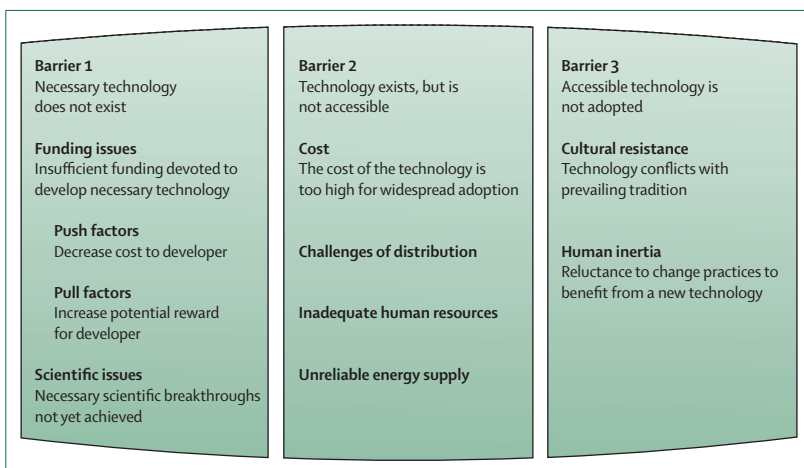 Barrier 1
Necessary technology
does not exist
Funding issues
Insufficient funding devoted to
develop necessary technology
Push factors
Decrease cost to developer
Pull factors
Increase potential reward
for developer
Scientific issues
Necessary scientific breakthroughs
not yet achieved
Barrier 2
Technology exists, but is
not accessible
Cost
The cost of the technology is
too high for widespread adoption
Challenges of distribution
Inadequate human resources
Unreliable energy supply
Barrier 3
Accessible technology is
not adopted
Cultural resistance
Technology conflicts with
prevailing tradition
Human inertia
Reluctance to change practices to
benefit from a new technology